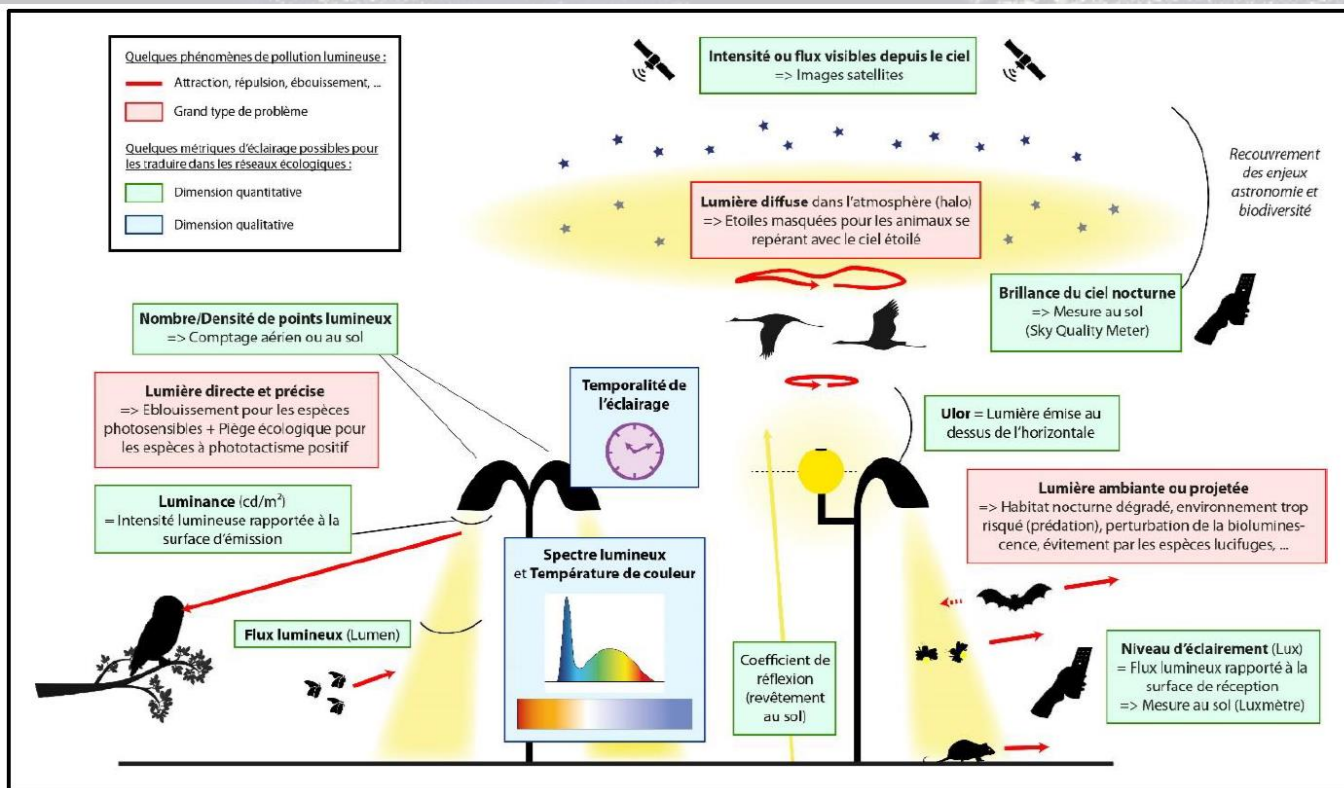 Quelques phénomènes de pollution lumineuse :
Attraction, répulsion, ébouissement, ...
Grand type de problème
Quelques métriques d'éclairage possibles pour
les traduire dans les réseaux écologiques :
Dimension quantitative
Dimension qualitative
Intensité ou flux visibles depuis le ciel
=> Images satellites
Recouvrement
des enjeux
astronomie et
biodiversité
Lumière diffuse dans l'atmosphère (halo)
=> Etoiles masquées pour les animaux se
repérant avec le ciel étoilé
Brillance du ciel nocturne
=> Mesure au sol
(Sky Quality Meter)
Nombre/Densité de points lumineux
=> Comptage aérien ou au sol
Lumière directe et précise
=> Eblouissement pour les espèces
photosensibles + Piège écologique pour
les espèces à phototactisme positif
Temporalité de
l'éclairage
Ulor = Lumière émise au
dessus de l'horizontale
Luminance (cd/m²)
= Intensité lumineuse rapportée à la
surface d'émission
Lumière ambiante ou projetée
=> Habitat nocturne dégradé, environnement trop
risqué (prédation), perturbation de la biolumines-
cence, évitement par les espèces lucifuges, ...
Spectre lumineux
et Température de couleur
Flux lumineux (Lumen)
Coefficient de
réflexion
(revêtement
au sol)
Niveau d'éclairement (Lux)
= Flux lumineux rapporté à la
surface de réception
=> Mesure au sol (Luxmètre)